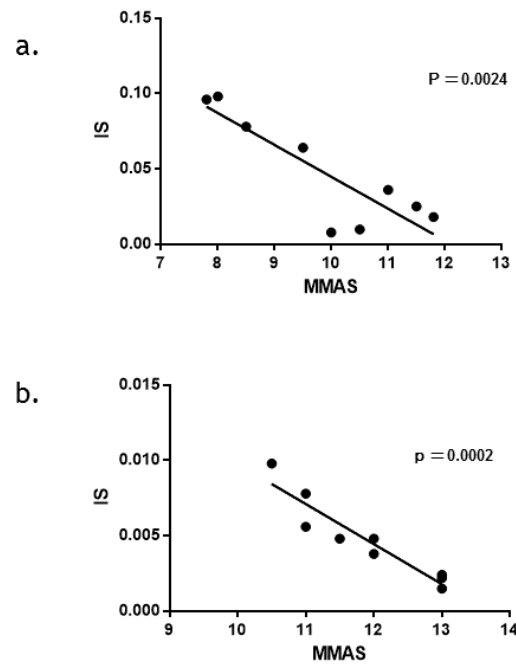 a.
0.15
0.10
0.05
0.00
IS
P = 0.0024
7 8 9 10 11 12 13
MMAS
b.
0.015
0.010
0.005
0.000
IS
p = 0.0002
9 10 11 12 13 14
MMAS